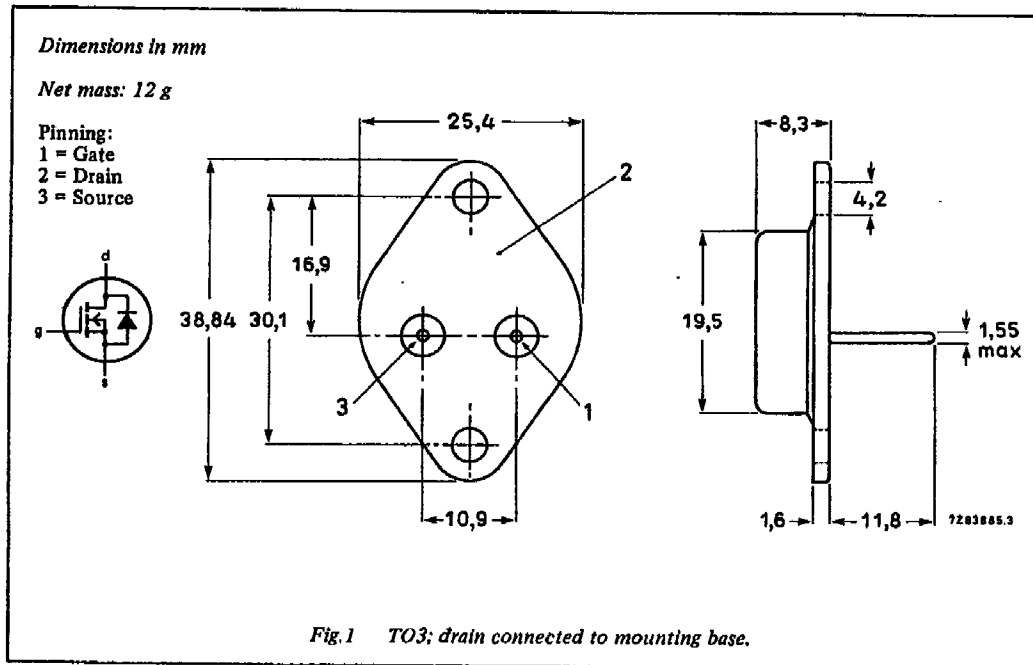 Dimensions in mm
Net mass: 12 g
Pinning:
1 = Gate
2 = Drain
3 = Source
d
g
s
25,4
2
38,84
30,1
16,9
3
1
10,9
8,3
4,2
19,5
1,55
max
1,6
11,8
7283885.3
Fig.1 TO3; drain connected to mounting base.